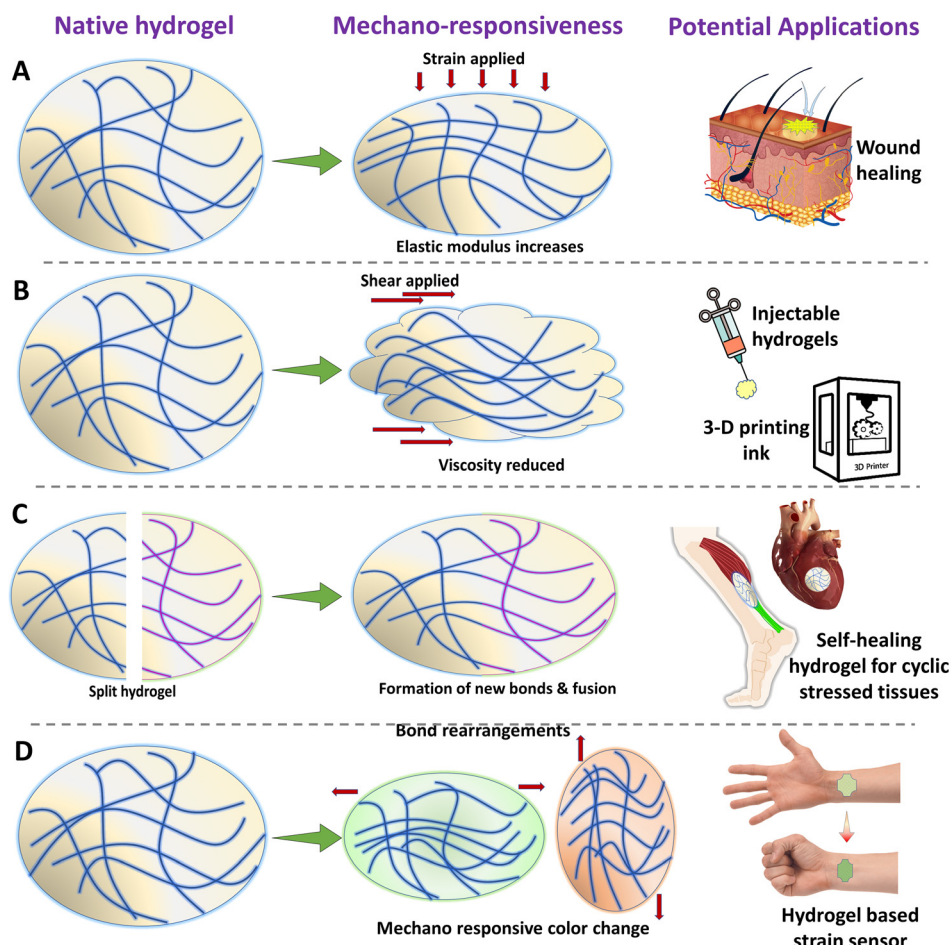 Native hydrogel
Mechano-responsiveness
Potential Applications
A
Strain applied
Elastic modulus increases
Wound
healing
B
Shear applied
Viscosity reduced
Injectable
hydrogels
3-D printing
ink
3D Printer
C
Split hydrogel
Formation of new bonds & fusion
Self-healing
hydrogel for cyclic
stressed tissues
D
Bond rearrangements
Mechano responsive color change
Hydrogel based
strain sensor